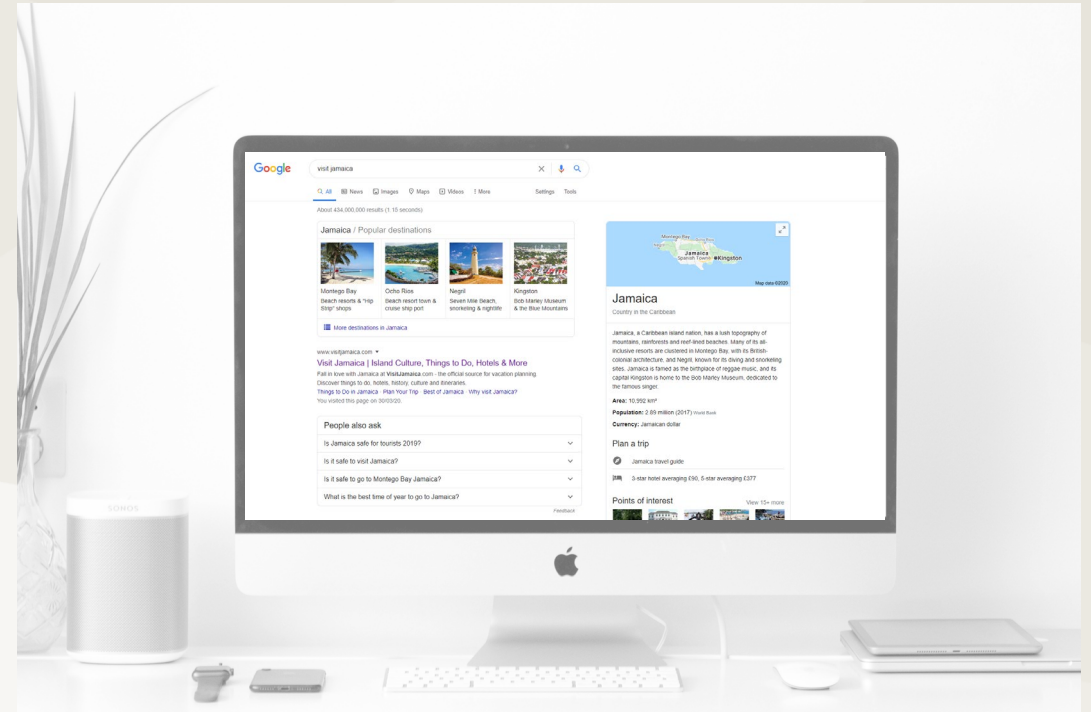 Google
visit jamaica
All News Images Maps Videos More Settings Tools
About 434,000,000 results (1.15 seconds)
Jamaica / Popular destinations
Montego Bay
Beach resorts & "Hip
Strip" shops
Ocho Rios
Beach resort town &
cruise ship port
Negril
Seven Mile Beach,
snorkeling & nightlife
Kingston
Bob Marley Museum
& the Blue Mountains
More destinations in Jamaica
www.visitjamaica.com
Visit Jamaica | Island Culture, Things to Do, Hotels & More
Fall in love with Jamaica at VisitJamaica.com - the official source for vacation planning.
Discover things to do, hotels, history, culture and itineraries.
Things to Do in Jamaica · Plan Your Trip · Best of Jamaica · Why visit Jamaica?
You visited this page on 30/03/20.
People also ask
Is Jamaica safe for tourists 2019?
Is it safe to visit Jamaica?
Is it safe to go to Montego Bay Jamaica?
What is the best time of year to go to Jamaica?
Feedback
Montego Bay
Jamaica
Spanish Town
Kingston
Map data ©2020
Jamaica
Country in the Caribbean
Jamaica, a Caribbean island nation, has a lush topography of
mountains, rainforests and reef-lined beaches. Many of its all-
inclusive resorts are clustered in Montego Bay, with its British-
colonial architecture, and Negril, known for its diving and snorkeling
sites. Jamaica is famed as the birthplace of reggae music, and its
capital Kingston is home to the Bob Marley Museum, dedicated to
the famous singer.
Area: 10,992 km²
Population: 2.89 million (2017) World Bank
Currency: Jamaican dollar
Plan a trip
Jamaica travel guide
3-star hotel averaging £90, 5-star averaging £377
Points of interest
View 15+ more
SONOS